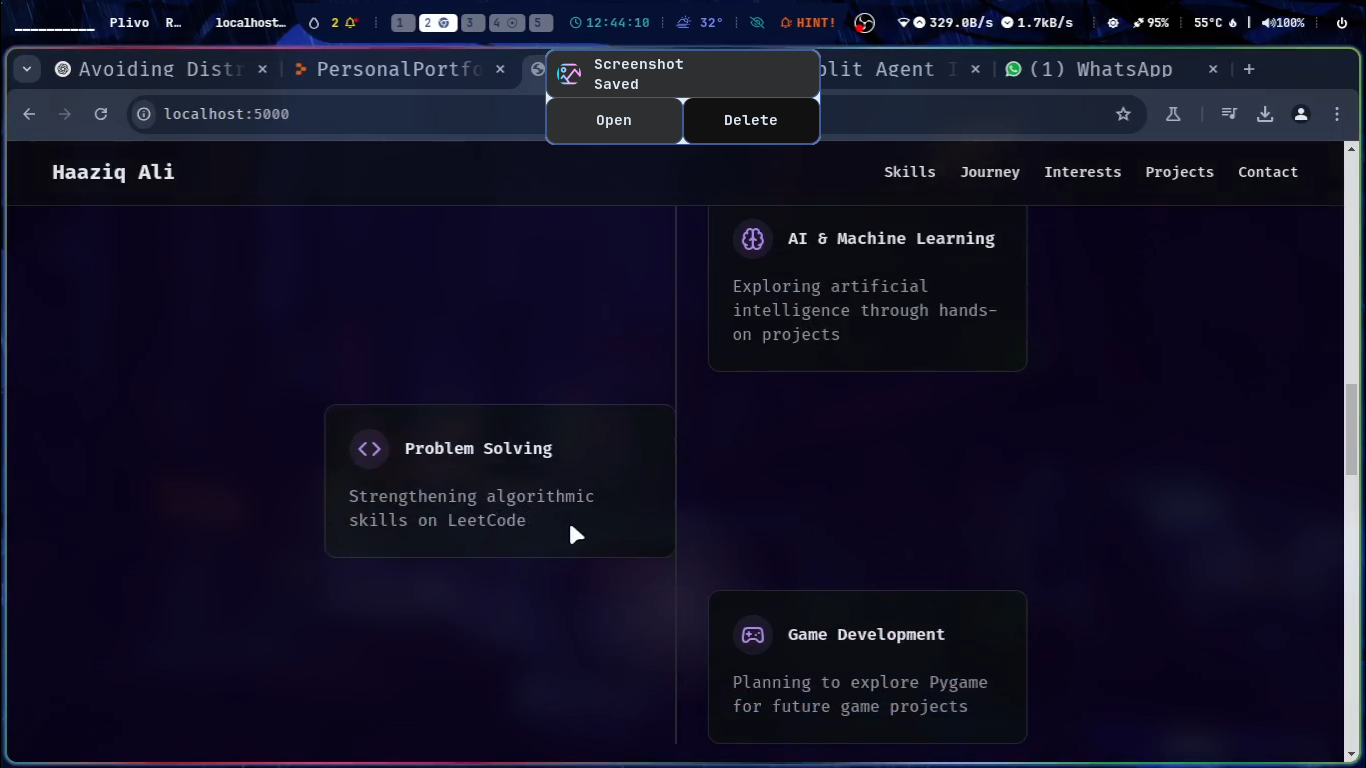 __________ Plivo R… localhost… 2 1 2 3 4 5 12:44:10 32° HINT! 329.0B/s 1.7kB/s 95% 55°C 100%
Avoiding Distr PersonalPortfo plit Agent I (1) WhatsApp
Screenshot
Saved
Open Delete
localhost:5000
Haaziq Ali Skills Journey Interests Projects Contact
AI & Machine Learning
Exploring artificial
intelligence through hands-
on projects
Problem Solving
Strengthening algorithmic
skills on LeetCode
Game Development
Planning to explore Pygame
for future game projects